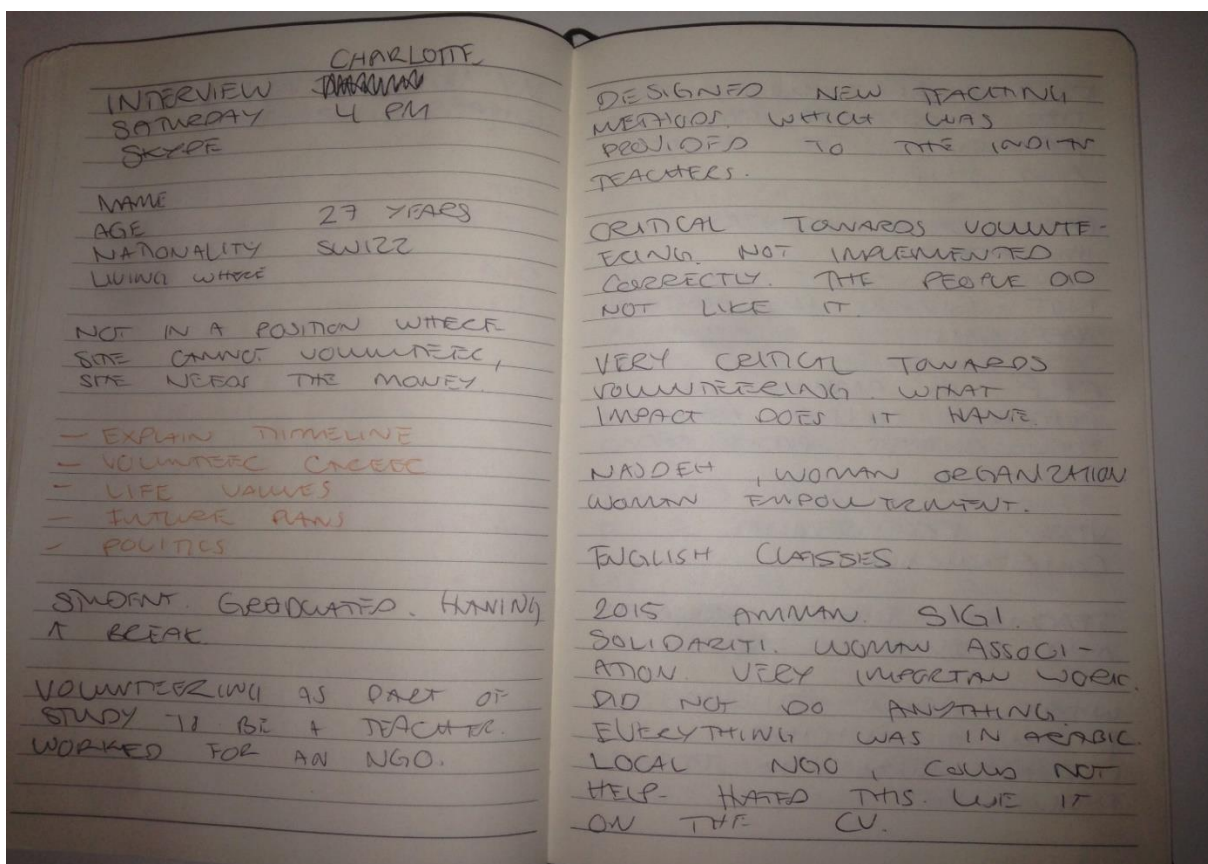 CHARLOTTE
INTERVIEW
SATURDAY 4 PM
SKYPE
NAME
AGE 27 YEARS
NATIONALITY SWIZZ
LIVING WHERE
NOT IN A POSITION WHERE
SHE CANNOT VOLUNTEER,
SHE NEEDS THE MONEY
- EXPLAIN TIMELINE
- VOLUNTEER CAREER
- LIFE VALUES
- FUTURE PLANS
- POLITICS
STUDENT. GRADUATED. HAVING
A BREAK
VOLUNTEERING AS PART OF
STUDY TO BE A TEACHER.
WORKED FOR AN NGO.
DESIGNED NEW TEACHING
METHODS. WHICH WAS
PROVIDED TO THE INDIAN
TEACHERS.
CRITICAL TOWARDS VOLUNTE-
ERING. NOT IMPLEMENTED
CORRECTLY. THE PEOPLE DID
NOT LIKE IT.
VERY CRITICAL TOWARDS
VOLUNTEERING. WHAT
IMPACT DOES IT HAVE.
NAJDEH, WOMAN ORGANIZATION
WOMAN EMPOWERMENT.
ENGLISH CLASSES.
2015 AMMAN. SIGI.
SOLIDARITI. WOMAN ASSOCI-
ATION. VERY IMPORTAN WORK.
DID NOT DO ANYTHING.
EVERYTHING WAS IN ARABIC.
LOCAL NGO, COULD NOT
HELP. HATED THIS. IT
ON THE CV.